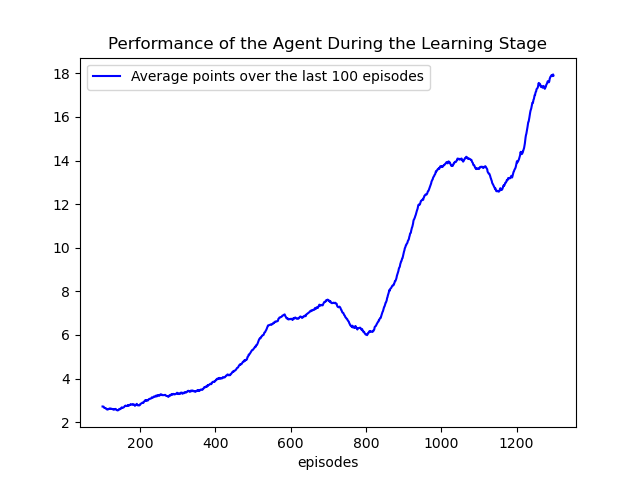 Performance of the Agent During the Learning Stage
Average points over the last 100 episodes
18
16
14
12
10
8
6
4
2
200 400 600 800 1000 1200
episodes